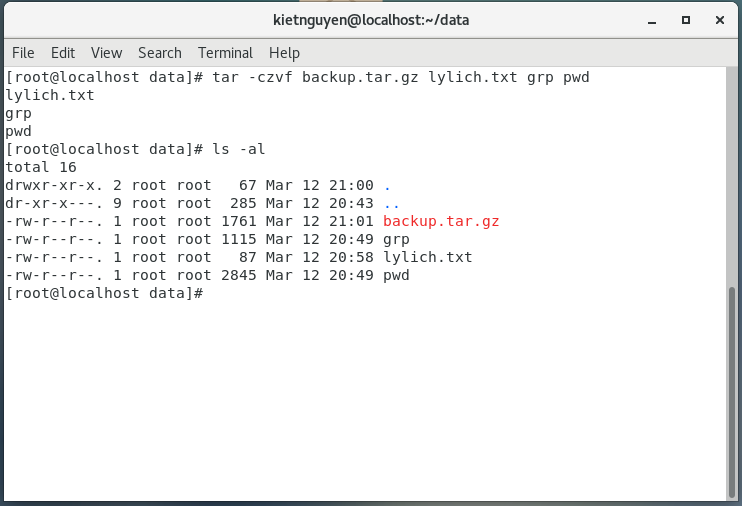 kietnguyen@localhost:~/data
File Edit View Search Terminal Help
[root@localhost data]# tar -czvf backup.tar.gz lylich.txt grp pwd
lylich.txt
grp
pwd
[root@localhost data]# ls -al
total 16
drwxr-xr-x. 2 root root   67 Mar 12 21:00 .
dr-xr-x---. 9 root root  285 Mar 12 20:43 ..
-rw-r--r--. 1 root root 1761 Mar 12 21:01 backup.tar.gz
-rw-r--r--. 1 root root 1115 Mar 12 20:49 grp
-rw-r--r--. 1 root root   87 Mar 12 20:58 lylich.txt
-rw-r--r--. 1 root root 2845 Mar 12 20:49 pwd
[root@localhost data]#